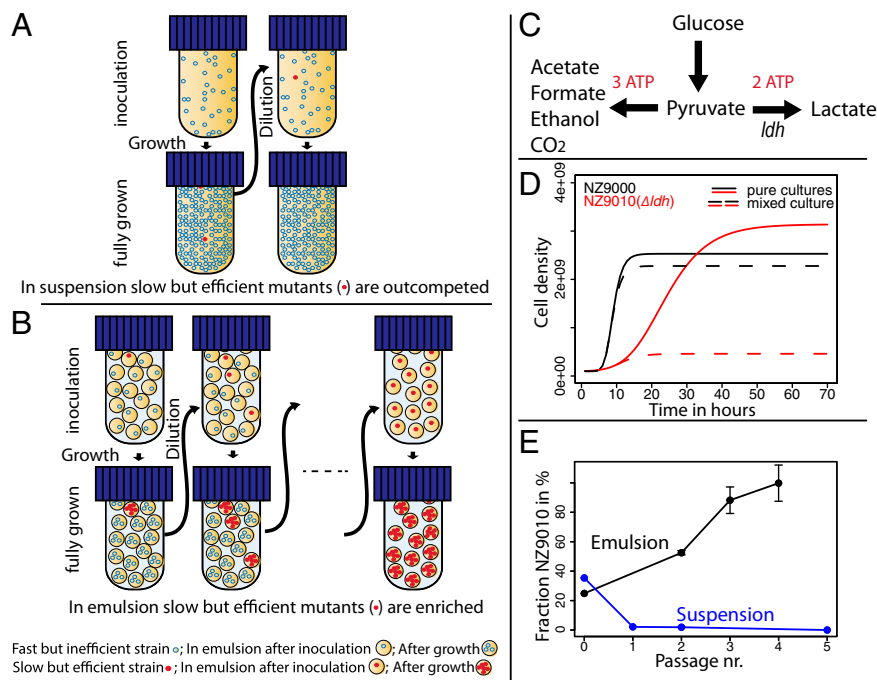 A
inoculation
Growth
Dilution
fully grown
In suspension slow but efficient mutants (•) are outcompeted
B
inoculation
Growth
Dilution
fully grown
In emulsion slow but efficient mutants (•) are enriched
Fast but inefficient strain ; In emulsion after inoculation ; After growth
Slow but efficient strain ; In emulsion after inoculation ; After growth
C
Glucose
Acetate
Formate
Ethanol
CO2
3 ATP
Pyruvate
2 ATP
ldh
Lactate
D
NZ9000
NZ9010(Δldh)
pure cultures
mixed culture
Cell density
4e+09
2e+09
0e+00
0 10 20 30 40 50 60 70
Time in hours
E
Fraction NZ9010 in %
80
60
40
20
0
Emulsion
Suspension
0 1 2 3 4 5
Passage nr.